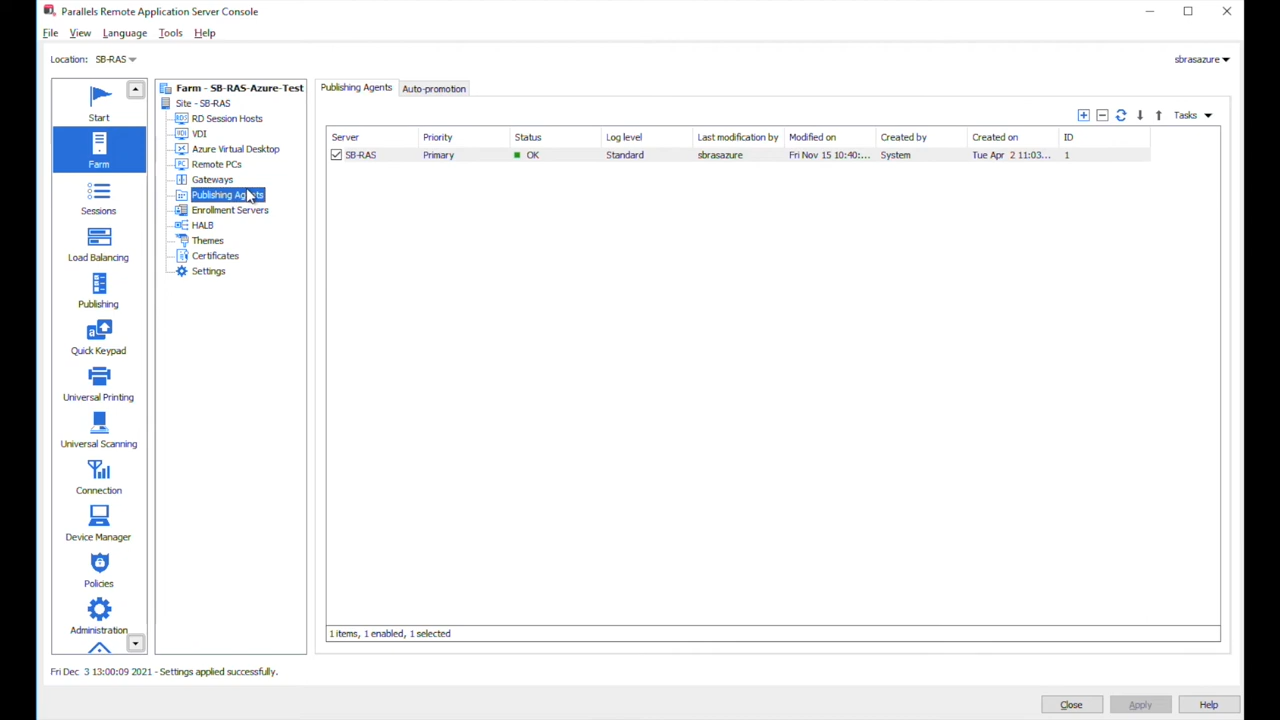 Parallels Remote Application Server Console
File View Language Tools Help
Location: SB-RAS
sbrasazure
Start
Farm
Sessions
Load Balancing
Publishing
Quick Keypad
Universal Printing
Universal Scanning
Connection
Device Manager
Policies
Administration
Farm - SB-RAS-Azure-Test
Site - SB-RAS
RD Session Hosts
VDI
Azure Virtual Desktop
Remote PCs
Gateways
Publishing Agents
Enrollment Servers
HALB
Themes
Certificates
Settings
Publishing Agents Auto-promotion
Tasks
Server Priority Status Log level Last modification by Modified on Created by Created on ID
SB-RAS Primary OK Standard sbrasazure Fri Nov 15 10:40:... System Tue Apr 2 11:03... 1
1 items, 1 enabled, 1 selected
Fri Dec 3 13:00:09 2021 - Settings applied successfully.
Close Apply Help